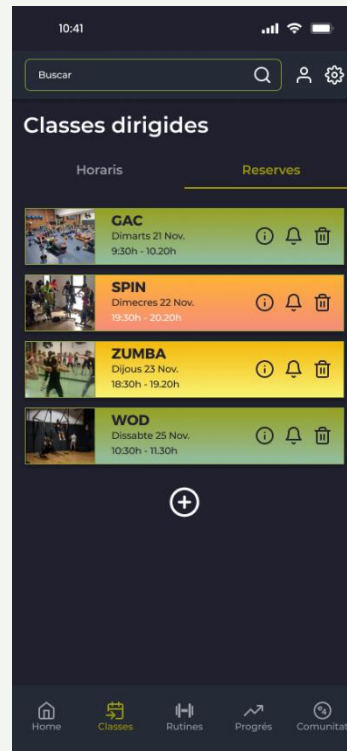 10:41
Buscar
Classes dirigides
Horaris Reserves
GAC
Dimarts 21 Nov.
9:30h - 10.20h
SPIN
Dimecres 22 Nov.
19:30h - 20.20h
ZUMBA
Dijous 23 Nov.
18:30h - 19.20h
WOD
Dissabte 25 Nov.
10:30h - 11.30h
Home Classes Rutines Progrés Comunitat